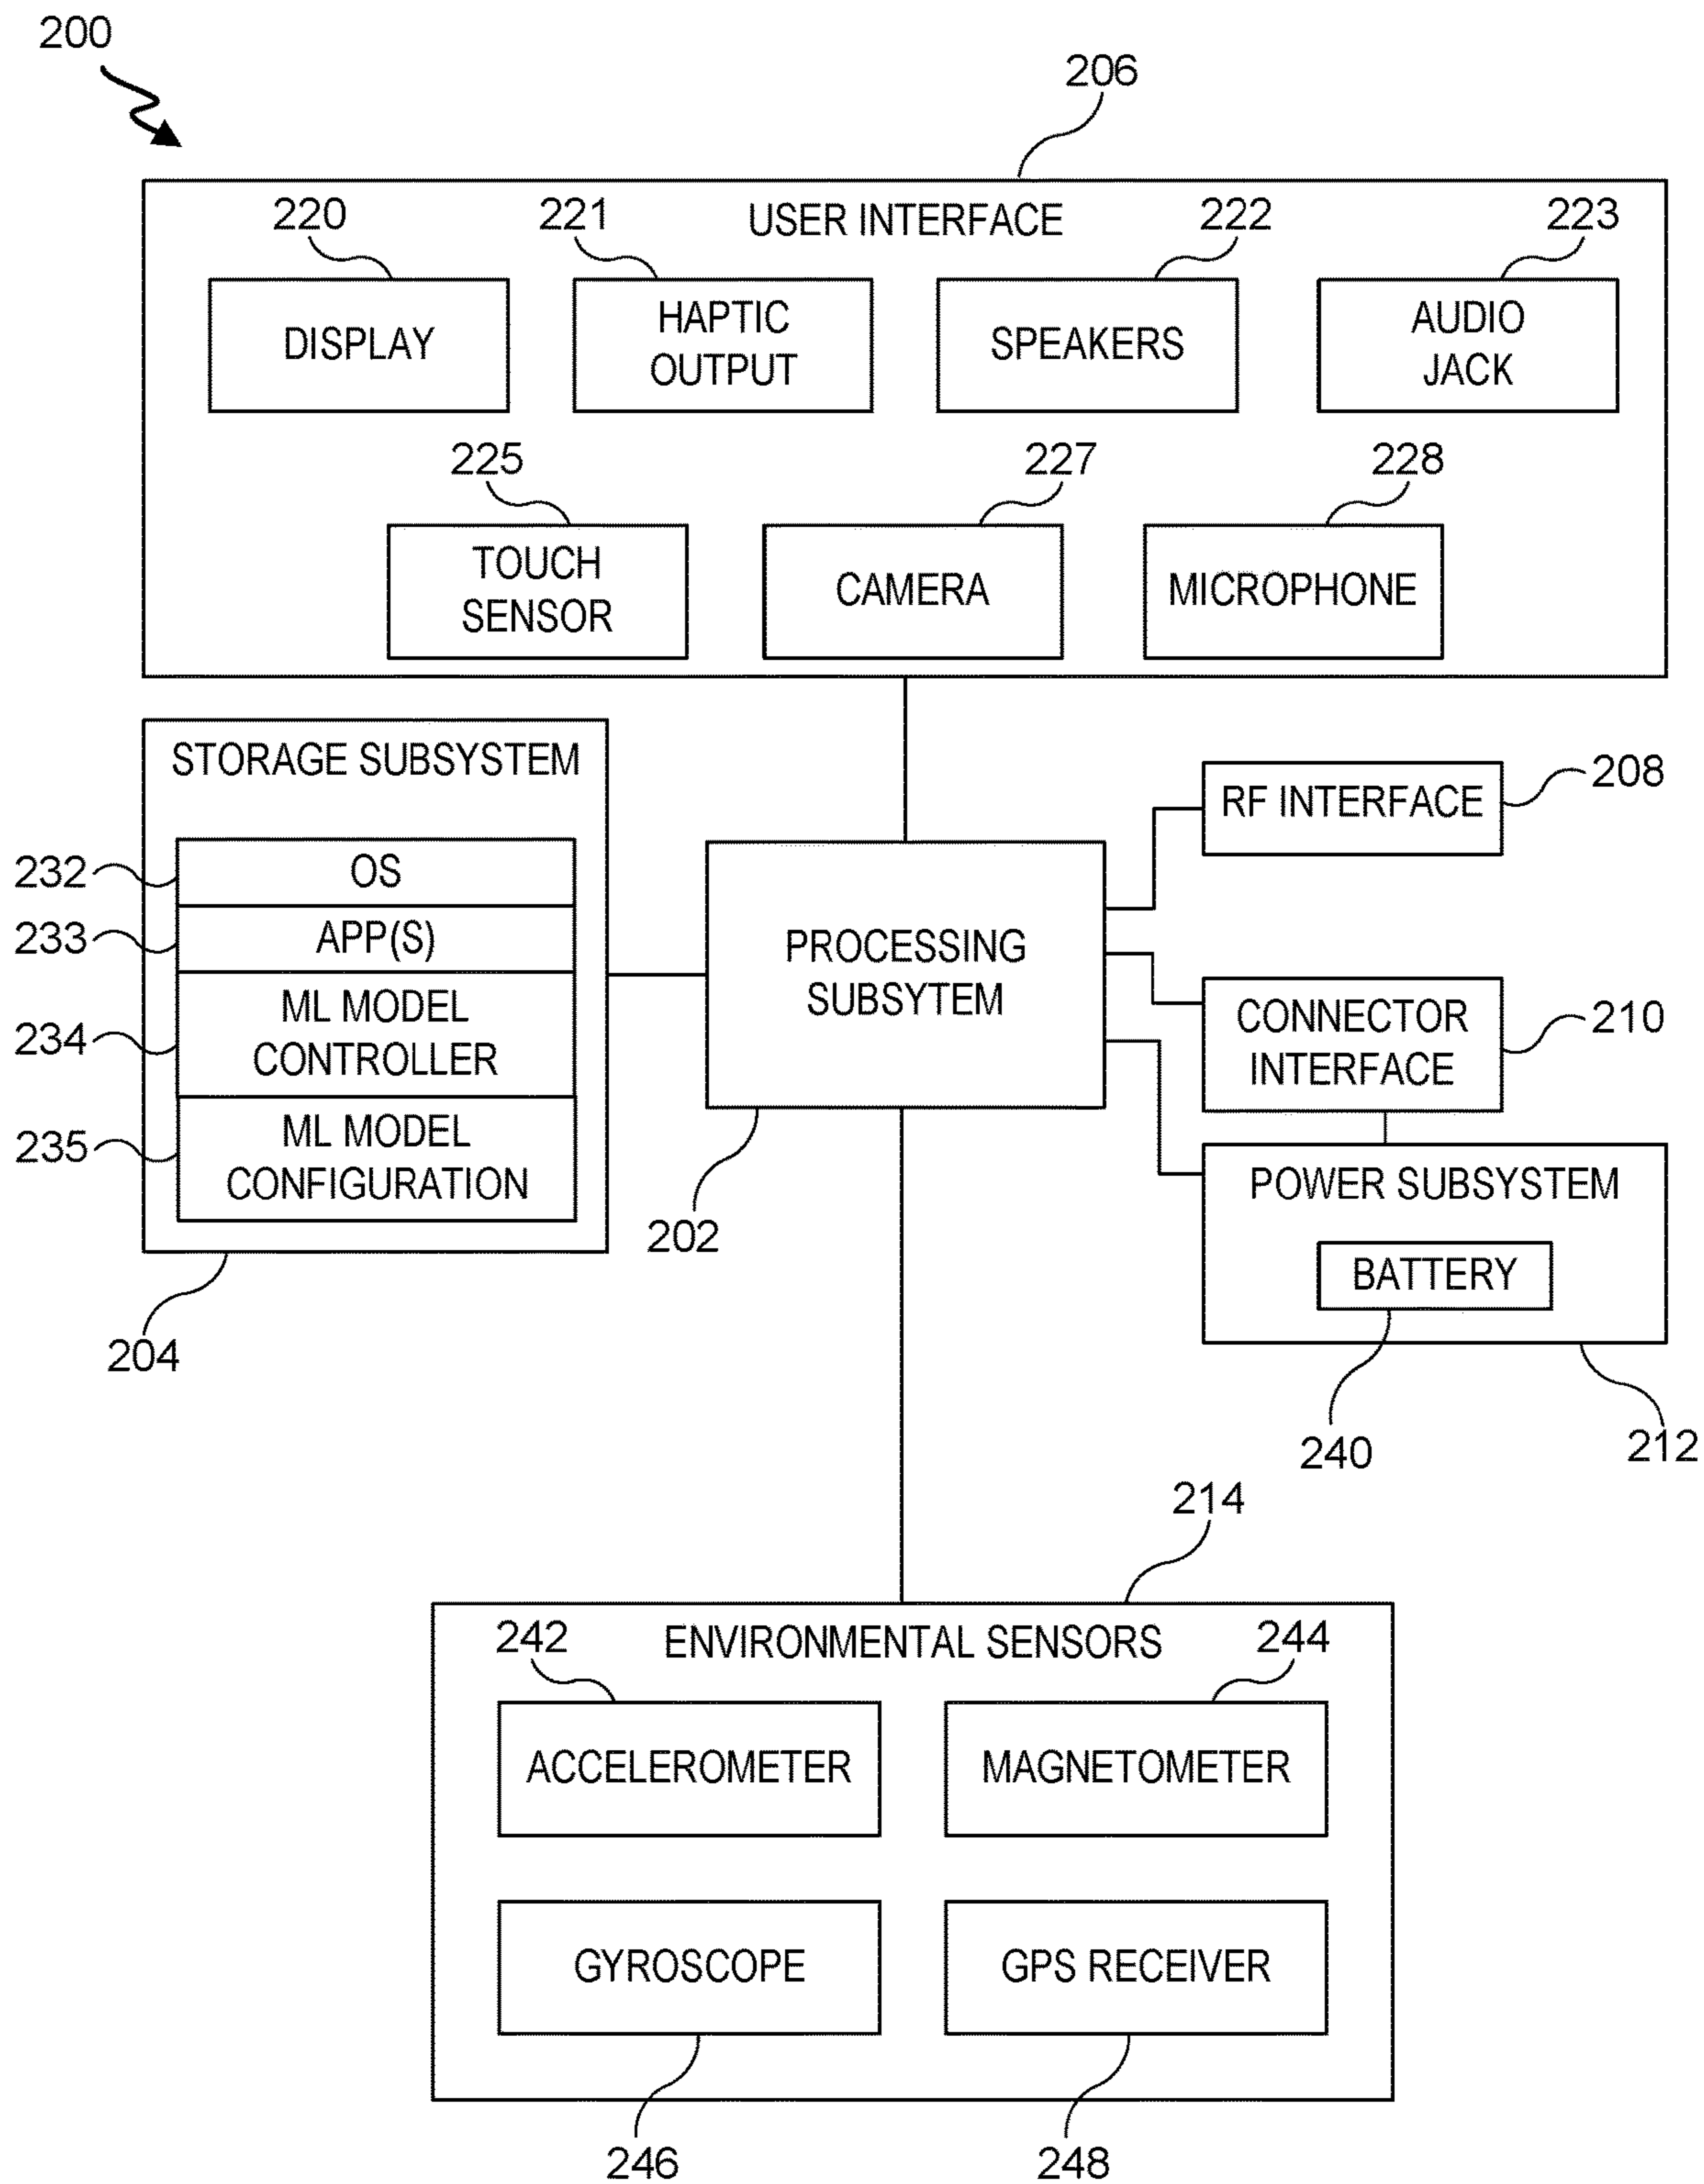 200
206
USER INTERFACE
220
221
222
223
DISPLAY
HAPTIC
OUTPUT
SPEAKERS
AUDIO
JACK
225
227
228
TOUCH
SENSOR
CAMERA
MICROPHONE
STORAGE SUBSYSTEM
232
OS
233
APP(S)
234
ML MODEL
CONTROLLER
235
ML MODEL
CONFIGURATION
204
PROCESSING
SUBSYTEM
202
RF INTERFACE
208
CONNECTOR
INTERFACE
210
POWER SUBSYSTEM
BATTERY
240
212
214
ENVIRONMENTAL SENSORS
242
244
ACCELEROMETER
MAGNETOMETER
GYROSCOPE
GPS RECEIVER
246
248